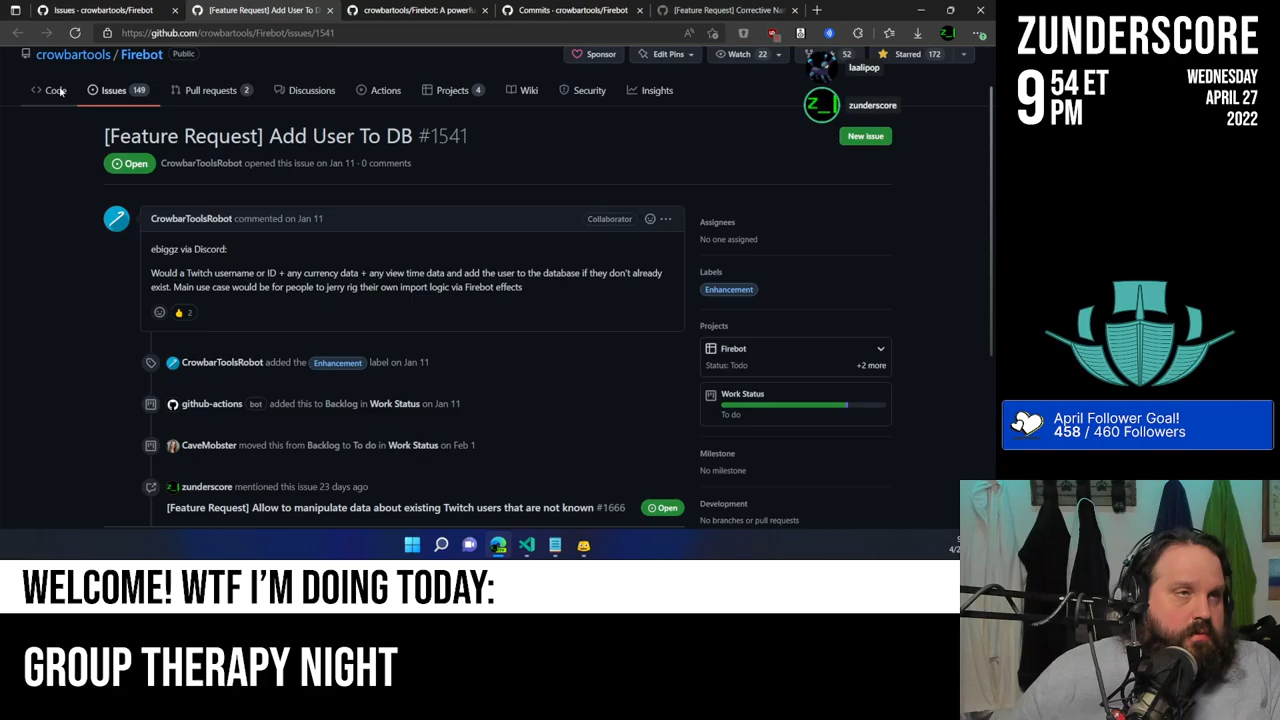 Issues · crowbartools/Firebot
[Feature Request] Add User To D
crowbartools/Firebot: A powerfu
Commits · crowbartools/Firebot
[Feature Request] Corrective Na
https://github.com/crowbartools/Firebot/issues/1541
crowbartools / Firebot Public
Sponsor
Edit Pins
Watch 22
52
Starred 172
laalipop
zunderscore
Code
Issues 149
Pull requests 2
Discussions
Actions
Projects 4
Wiki
Security
Insights
[Feature Request] Add User To DB #1541
New issue
Open
CrowbarToolsRobot opened this issue on Jan 11 · 0 comments
CrowbarToolsRobot commented on Jan 11
Collaborator
ebiggz via Discord:
Would a Twitch username or ID + any currency data + any view time data and add the user to the database if they don't already
exist. Main use case would be for people to jerry rig their own import logic via Firebot effects
👍 2
CrowbarToolsRobot added the Enhancement label on Jan 11
github-actions bot added this to Backlog in Work Status on Jan 11
CaveMobster moved this from Backlog to To do in Work Status on Feb 1
zunderscore mentioned this issue 23 days ago
[Feature Request] Allow to manipulate data about existing Twitch users that are not known #1666
Open
Assignees
No one assigned
Labels
Enhancement
Projects
Firebot
Status: Todo
+2 more
Work Status
To do
Milestone
No milestone
Development
No branches or pull requests
ZUNDERSCORE
9 54 ET
PM
WEDNESDAY
APRIL 27
2022
April Follower Goal!
458 / 460 Followers
WELCOME! WTF I'M DOING TODAY:
GROUP THERAPY NIGHT